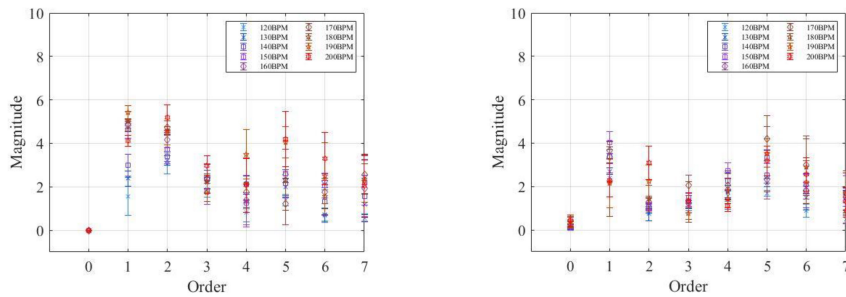 10
8
6
4
2
0
Magnitude
120BPM
130BPM
140BPM
150BPM
160BPM
170BPM
180BPM
190BPM
200BPM
0 1 2 3 4 5 6 7
Order
10
8
6
4
2
0
Magnitude
120BPM
130BPM
140BPM
150BPM
160BPM
170BPM
180BPM
190BPM
200BPM
0 1 2 3 4 5 6 7
Order